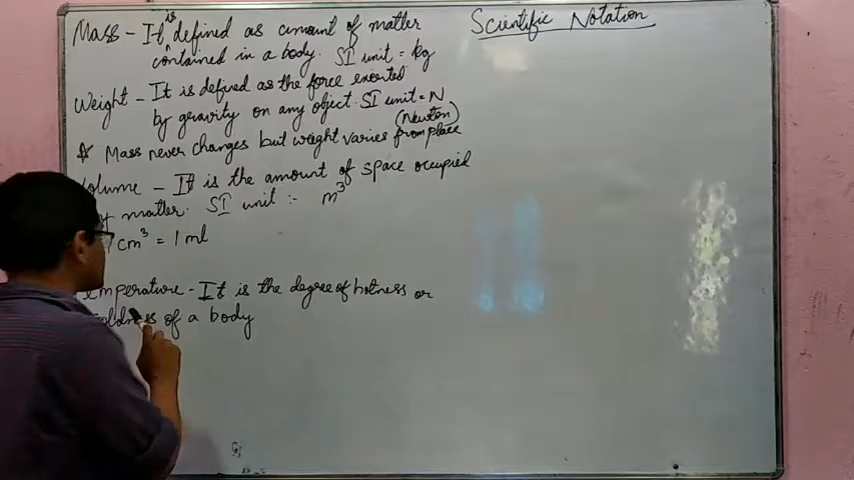 Mass - It is defined as amount of matter
contained in a body. SI unit = kg
Weight - It is defined as the force exerted
by gravity on any object. SI unit = N
(Newton)
☆ Mass never changes but weight varies from place
Volume - It is the amount of space occupied
matter. SI unit :- m³
cm³ = 1 ml
emperature - It is the degree of hotness or
oldness of a body
Scientific Notation